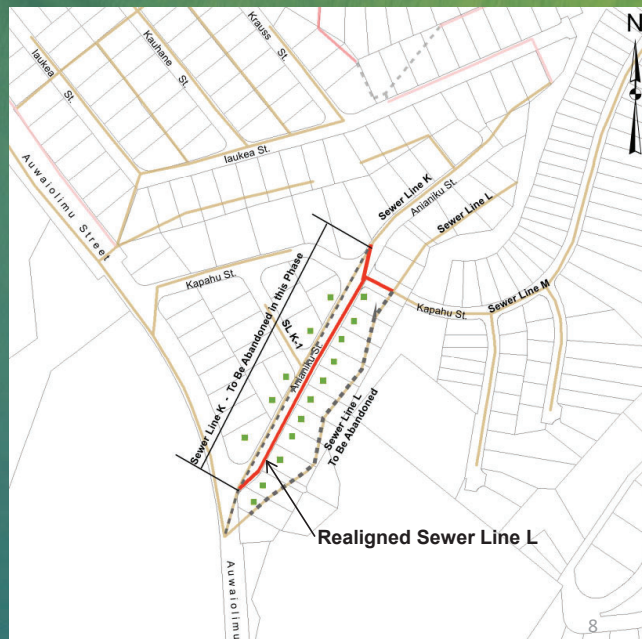 N
Iaukea St.
Kauhane St.
Krauss St.
Iaukea St.
Auwaiolimu Street
Sewer Line K
Anianiku St.
Sewer Line L
Kapahu St.
Sewer Line M
Kapahu St.
Sewer Line K - To Be Abandoned in this Phase
SL K-1
Anianiku St.
Sewer Line L
To Be Abandoned
Realigned Sewer Line L
Auwaiolimu
8